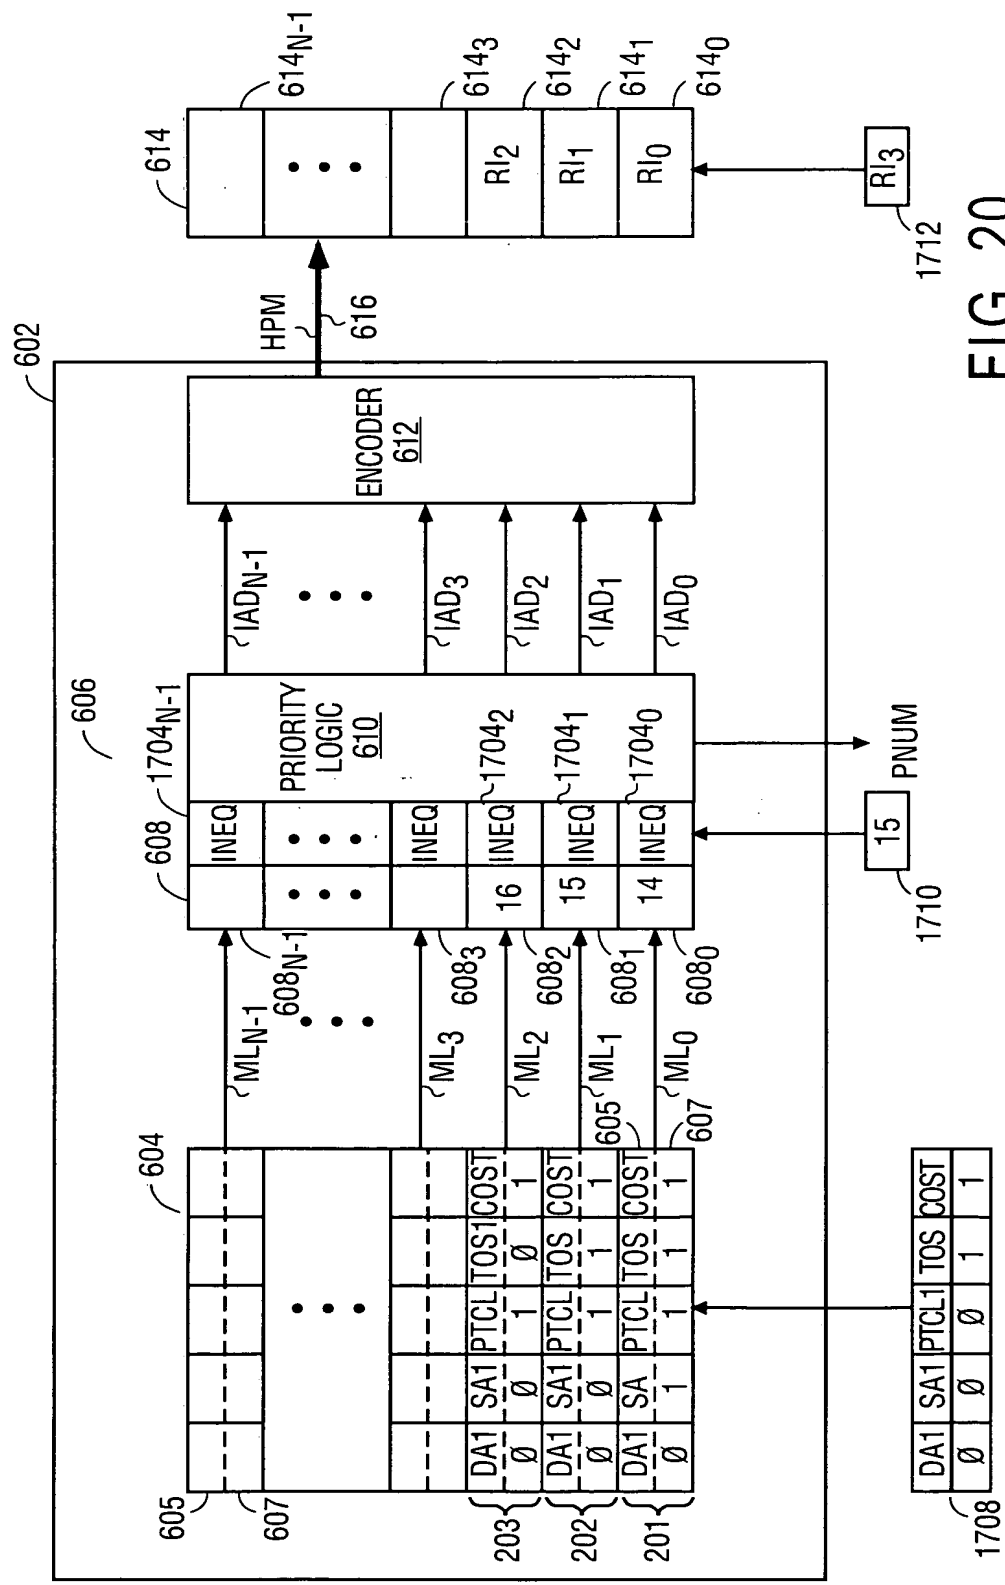 602
606
604
605
607
DA1 SA1 PTCL TOS1 COST
Ø Ø 1 Ø 1
DA1 SA1 PTCL TOS COST
Ø Ø 1 1 1
DA1 SA PTCL TOS COST
Ø 1 1 1 1
203
202
201
605
607
ML N-1
ML3
ML2
ML1
ML0
608
1704 N-1
608 N-1
6083
6082
6081
6080
INEQ
INEQ
16 INEQ 17042
15 INEQ 17041
14 INEQ 17040
PRIORITY
LOGIC
610
IAD N-1
IAD3
IAD2
IAD1
IAD0
ENCODER
612
HPM
616
614
614 N-1
6143
6142
6141
6140
RI2
RI1
RI0
1708
DA1 SA1 PTCL1 TOS COST
Ø Ø Ø 1 1
1710
15
PNUM
1712
RI3
FIG. 20